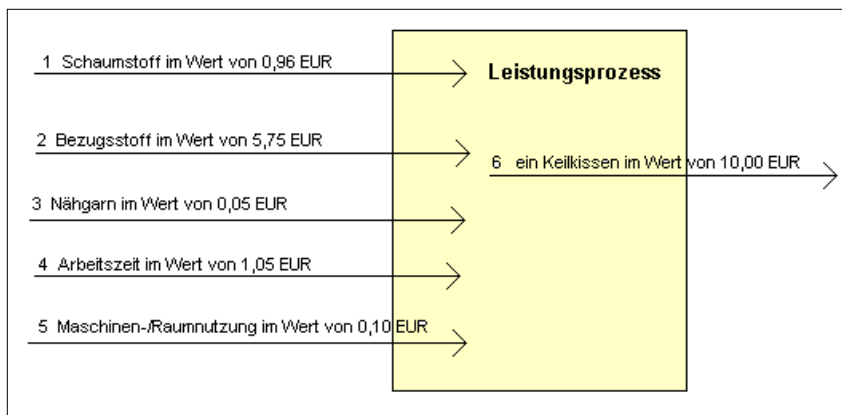 1 Schaumstoff im Wert von 0,96 EUR
Leistungsprozess
2 Bezugsstoff im Wert von 5,75 EUR
6 ein Keilkissen im Wert von 10,00 EUR
3 Nähgarn im Wert von 0,05 EUR
4 Arbeitszeit im Wert von 1,05 EUR
5 Maschinen-/Raumnutzung im Wert von 0,10 EUR